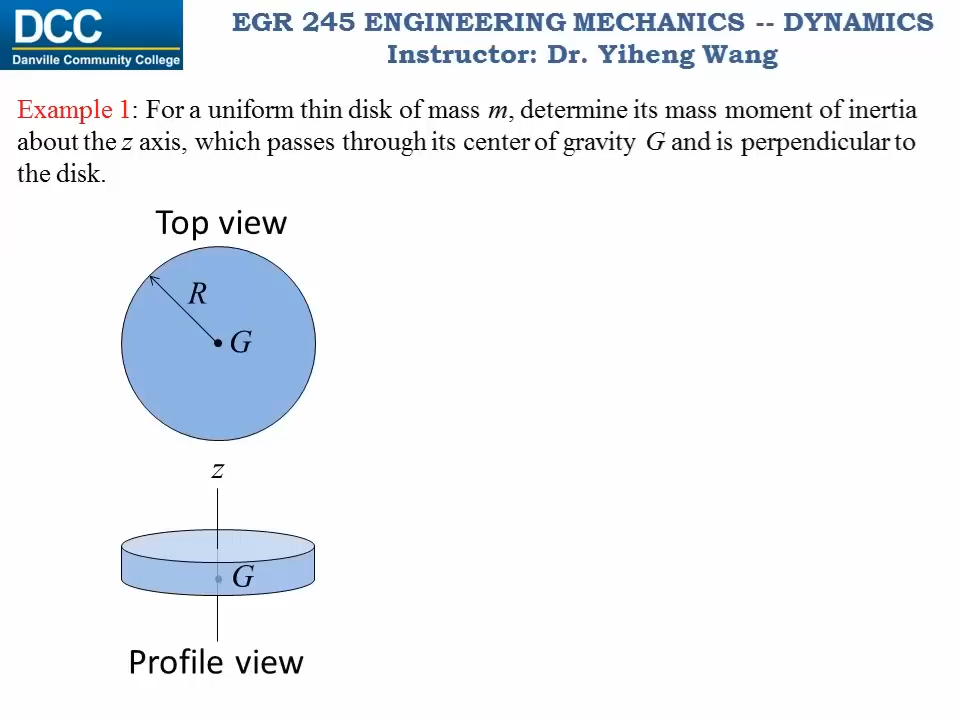 DCC
Danville Community College
EGR 245 ENGINEERING MECHANICS -- DYNAMICS
Instructor: Dr. Yiheng Wang
Example 1: For a uniform thin disk of mass m, determine its mass moment of inertia
about the z axis, which passes through its center of gravity G and is perpendicular to
the disk.
Top view
R
G
z
G
Profile view